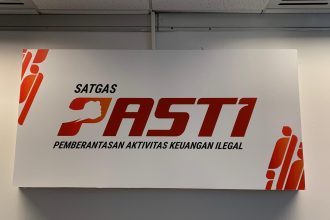 SATGAS
PASTI
PEMBERANTASAN AKTIVITAS KEUANGAN ILEGAL